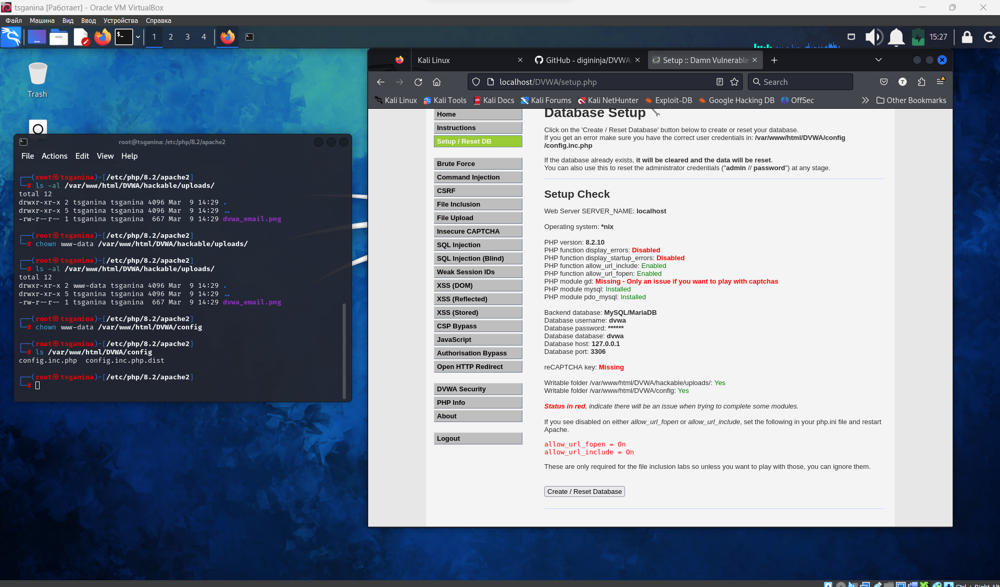 tsganina [Работает] - Oracle VM VirtualBox
Файл Машина Вид Ввод Устройства Справка
1 2 3 4
15:27
Trash
root@tsganina: /etc/php/8.2/apache2
File Actions Edit View Help
┌──(root㉿tsganina)-[/etc/php/8.2/apache2]
└─# ls -al /var/www/html/DVWA/hackable/uploads/
total 12
drwxr-xr-x 2 tsganina tsganina 4096 Mar  9 14:29 .
drwxr-xr-x 5 tsganina tsganina 4096 Mar  9 14:29 ..
-rw-r--r-- 1 tsganina tsganina  667 Mar  9 14:29 dvwa_email.png
┌──(root㉿tsganina)-[/etc/php/8.2/apache2]
└─# chown www-data /var/www/html/DVWA/hackable/uploads/
┌──(root㉿tsganina)-[/etc/php/8.2/apache2]
└─# ls -al /var/www/html/DVWA/hackable/uploads/
total 12
drwxr-xr-x 2 www-data tsganina 4096 Mar  9 14:29 .
drwxr-xr-x 5 tsganina tsganina 4096 Mar  9 14:29 ..
-rw-r--r-- 1 tsganina tsganina  667 Mar  9 14:29 dvwa_email.png
┌──(root㉿tsganina)-[/etc/php/8.2/apache2]
└─# chown www-data /var/www/html/DVWA/config
┌──(root㉿tsganina)-[/etc/php/8.2/apache2]
└─# ls /var/www/html/DVWA/config
config.inc.php  config.inc.php.dist
┌──(root㉿tsganina)-[/etc/php/8.2/apache2]
└─#
Kali Linux
GitHub - digininja/DVWA:
Setup :: Damn Vulnerable
localhost/DVWA/setup.php
Search
T
Kali Linux Kali Tools Kali Docs Kali Forums Kali NetHunter Exploit-DB Google Hacking DB OffSec
Other Bookmarks
Home
Instructions
Setup / Reset DB
Brute Force
Command Injection
CSRF
File Inclusion
File Upload
Insecure CAPTCHA
SQL Injection
SQL Injection (Blind)
Weak Session IDs
XSS (DOM)
XSS (Reflected)
XSS (Stored)
CSP Bypass
JavaScript
Authorisation Bypass
Open HTTP Redirect
DVWA Security
PHP Info
About
Logout
Database Setup
Click on the 'Create / Reset Database' button below to create or reset your database.
If you get an error make sure you have the correct user credentials in: /var/www/html/DVWA/config
/config.inc.php
If the database already exists, it will be cleared and the data will be reset.
You can also use this to reset the administrator credentials ("admin // password") at any stage.
Setup Check
Web Server SERVER_NAME: localhost
Operating system: *nix
PHP version: 8.2.10
PHP function display_errors: Disabled
PHP function display_startup_errors: Disabled
PHP function allow_url_include: Enabled
PHP function allow_url_fopen: Enabled
PHP module gd: Missing - Only an issue if you want to play with captchas
PHP module mysql: Installed
PHP module pdo_mysql: Installed
Backend database: MySQL/MariaDB
Database username: dvwa
Database password: ******
Database database: dvwa
Database host: 127.0.0.1
Database port: 3306
reCAPTCHA key: Missing
Writable folder /var/www/html/DVWA/hackable/uploads/: Yes
Writable folder /var/www/html/DVWA/config: Yes
Status in red, indicate there will be an issue when trying to complete some modules.
If you see disabled on either allow_url_fopen or allow_url_include, set the following in your php.ini file and restart
Apache.
allow_url_fopen = On
allow_url_include = On
These are only required for the file inclusion labs so unless you want to play with those, you can ignore them.
Create / Reset Database